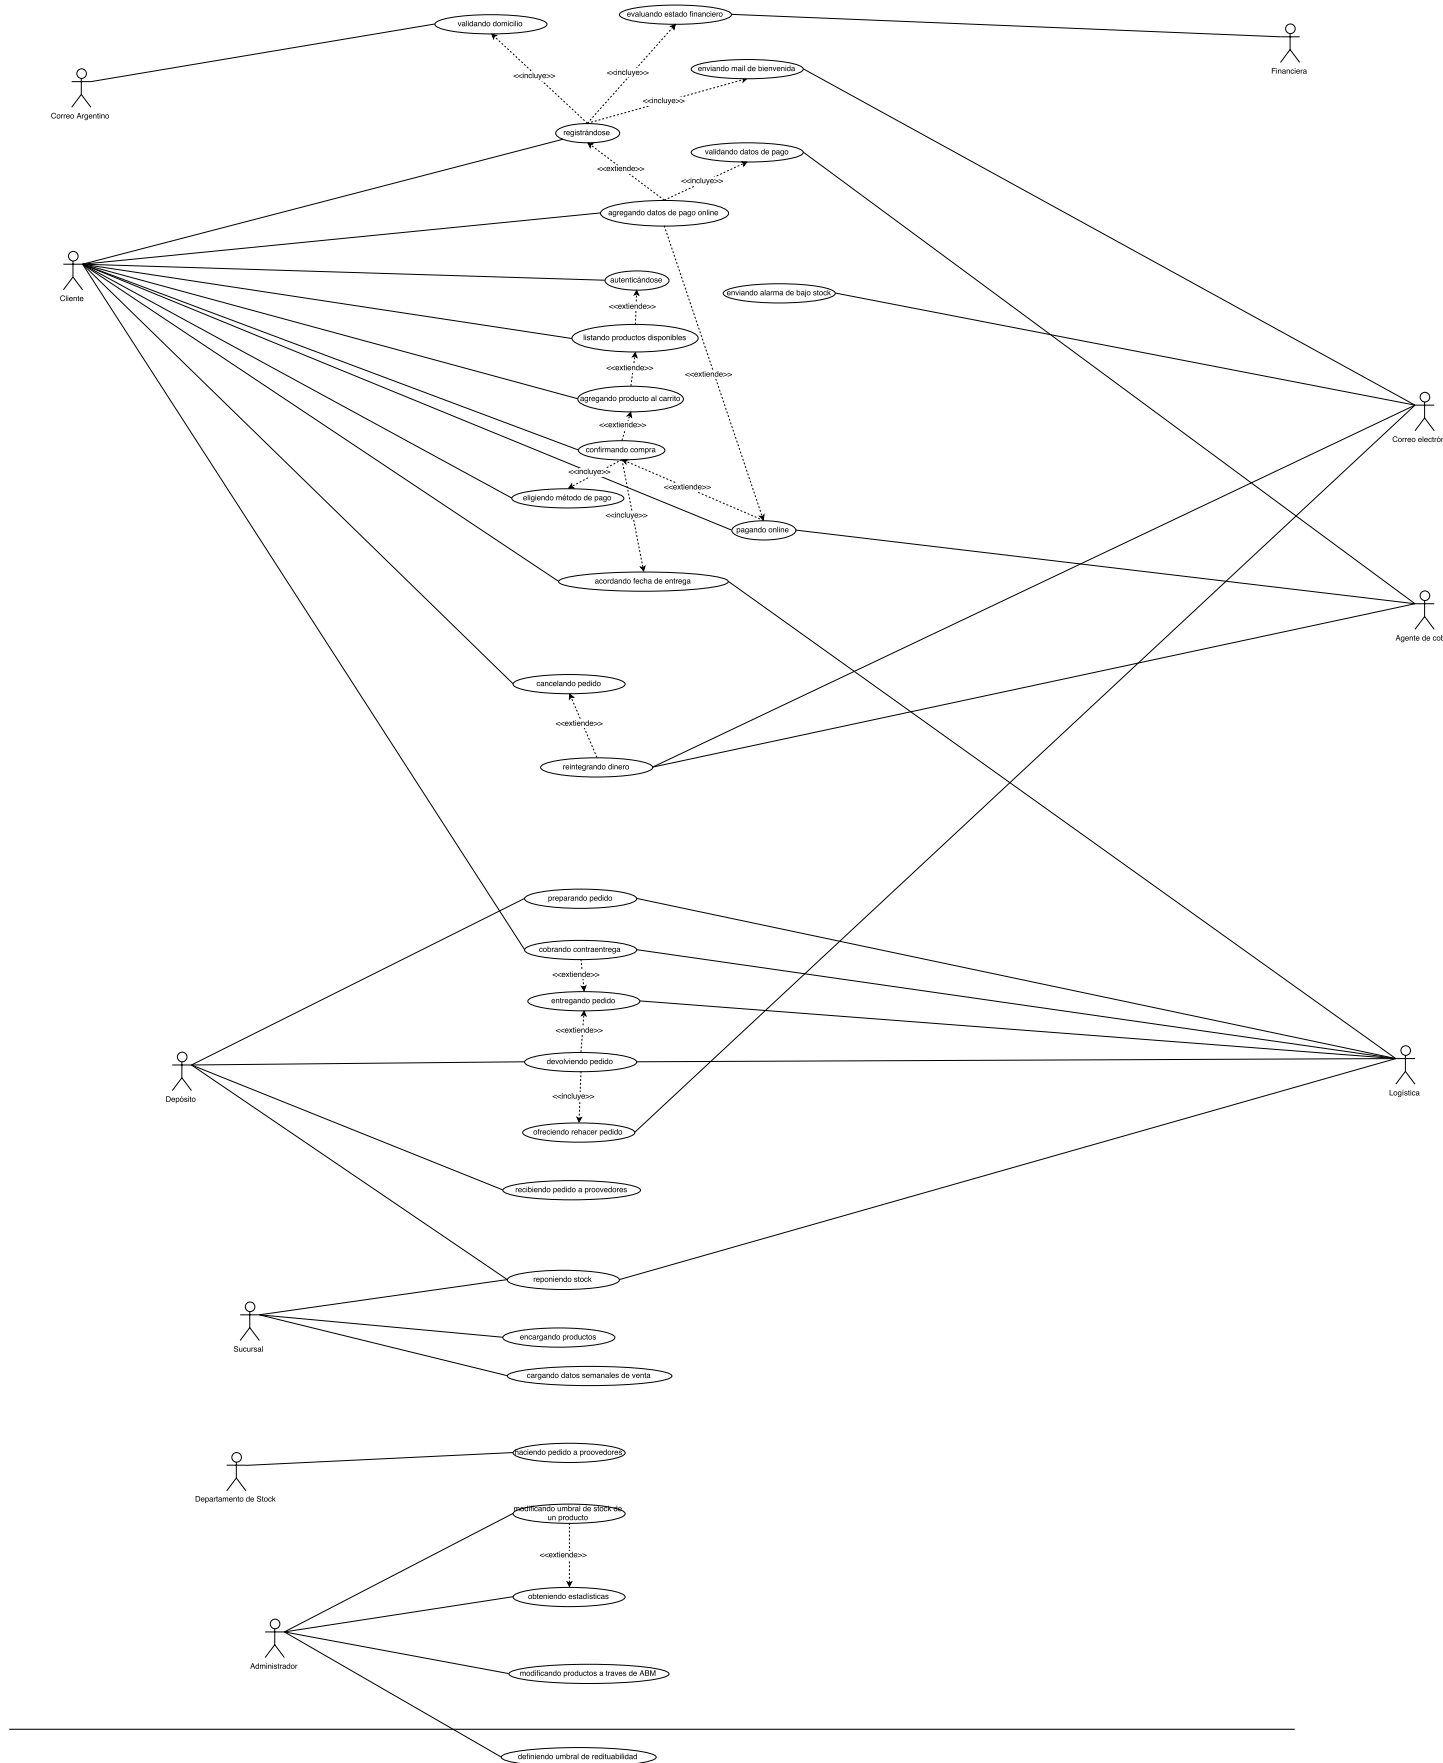 evaluando estado financiero
validando domicilio
<<incluye>>
<<incluye>>
enviando mail de bienvenida
Financiera
<<incluye>>
Correo Argentino
registrándose
validando datos de pago
<<extiende>>
<<incluye>>
agregando datos de pago online
autenticándose
enviando alarma de bajo stock
Cliente
<<extiende>>
listando productos disponibles
<<extiende>>
<<extiende>>
agregando producto al carrito
<<extiende>>
Correo electrór
confirmando compra
<<incluye>>
<<extiende>>
eligiendo método de pago
<<incluye>>
pagando online
acordando fecha de entrega
Agente de cob
cancelando pedido
<<extiende>>
reintegrando dinero
preparando pedido
cobrando contraentrega
<<extiende>>
entregando pedido
<<extiende>>
devolviendo pedido
Depósito
<<incluye>>
Logística
ofreciendo rehacer pedido
recibiendo pedido a proovedores
reponiendo stock
encargando productos
Sucursal
cargando datos semanales de venta
haciendo pedido a proovedores
Departamento de Stock
modificando umbral de stock de
un producto
<<extiende>>
obteniendo estadísticas
Administrador
modificando productos a traves de ABM
definiendo umbral de redituabilidad